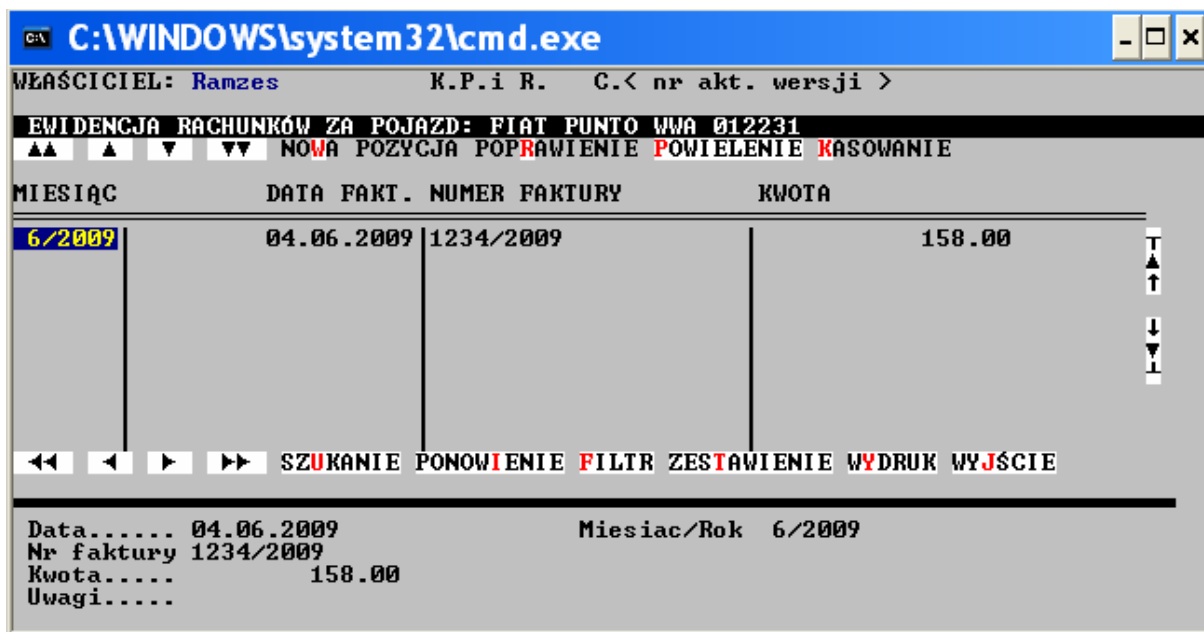 C:\WINDOWS\system32\cmd.exe
WŁAŚCICIEL: Ramzes K.P.i R. C.< nr akt. wersji >
EWIDENCJA RACHUNKÓW ZA POJAZD: FIAT PUNTO WWA 012231
NOWA POZYCJA POPRAWIENIE POWIELENIE KASOWANIE
MIESIĄC DATA FAKT. NUMER FAKTURY KWOTA
6/2009 04.06.2009 1234/2009 158.00
SZUKANIE PONOWIENIE FILTR ZESTAWIENIE WYDRUK WYJŚCIE
Data...... 04.06.2009 Miesiac/Rok 6/2009
Nr faktury 1234/2009
Kwota..... 158.00
Uwagi.....